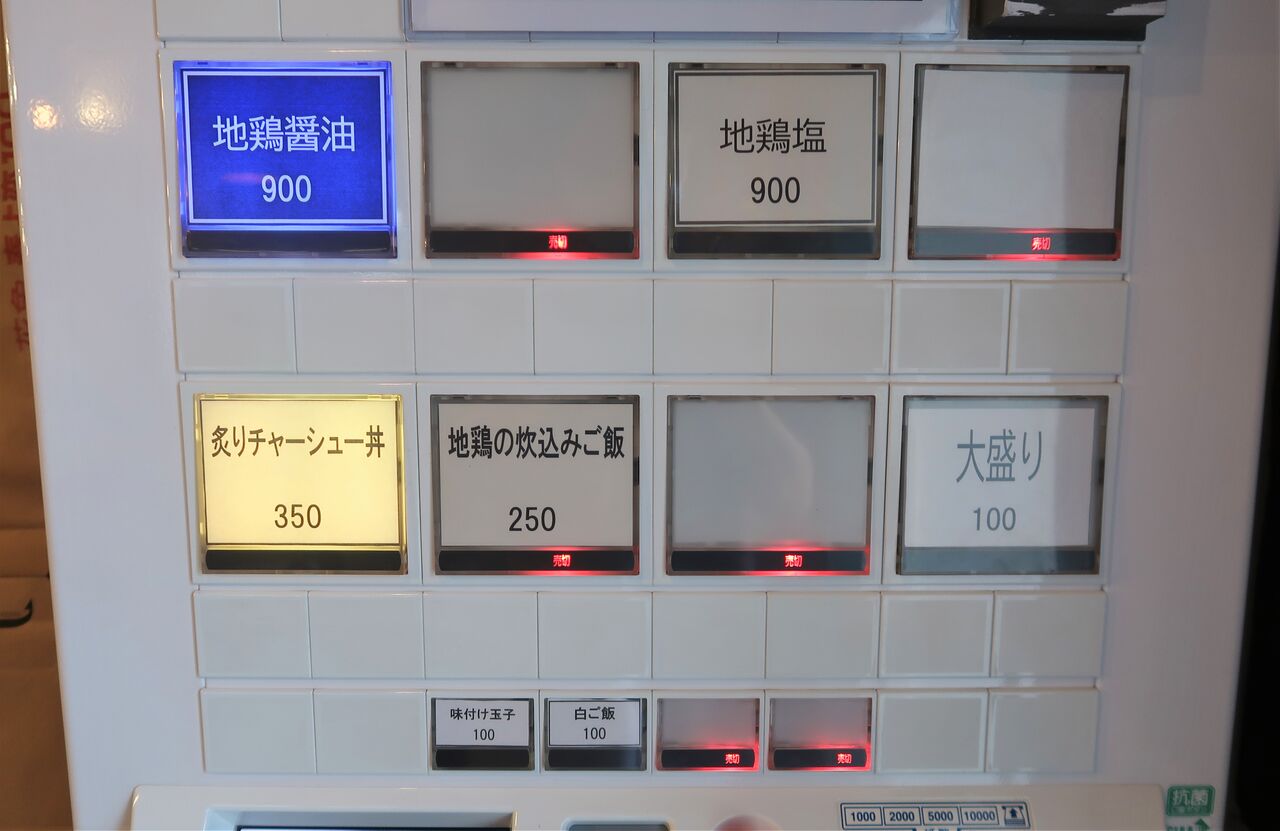 地鶏醤油
900
売切
地鶏塩
900
売切
炙りチャーシュー丼
350
地鶏の炊込みご飯
250
売切
売切
大盛り
100
味付け玉子
100
白ご飯
100
売切
売切
1000 2000 5000 10000
抗菌